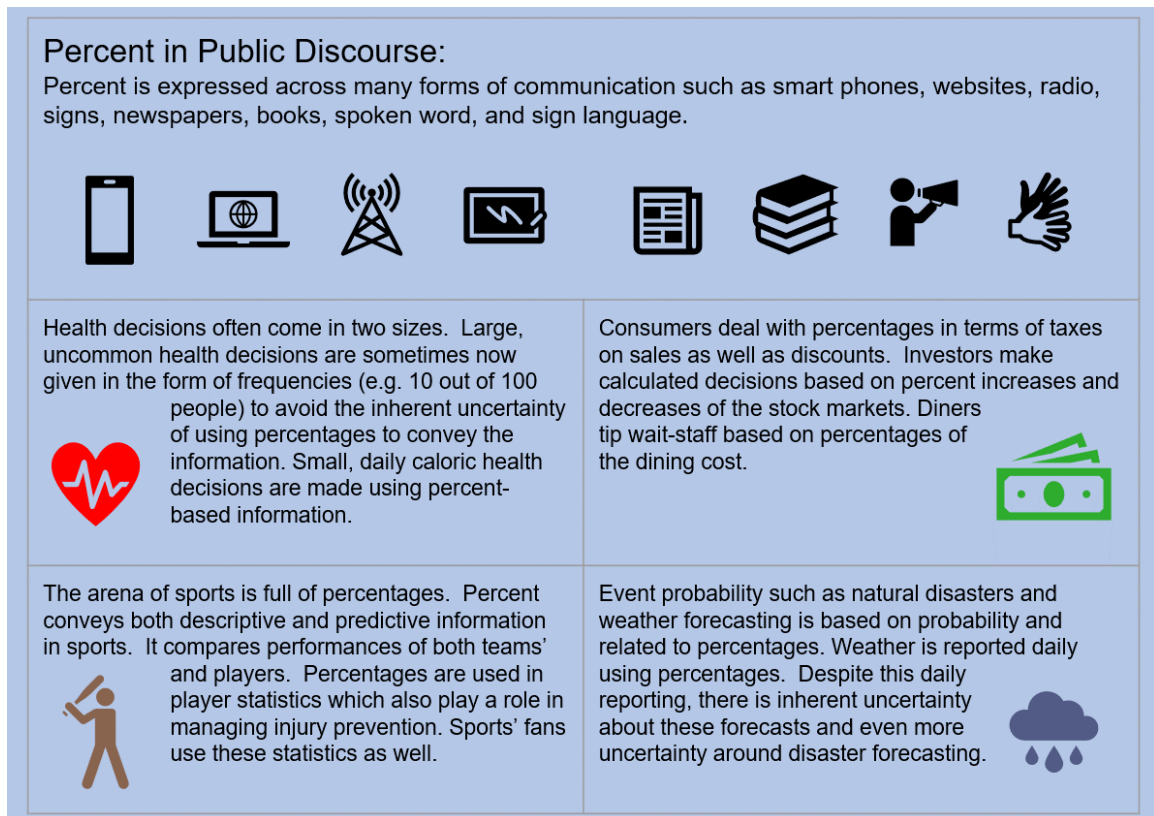 Percent in Public Discourse:
Percent is expressed across many forms of communication such as smart phones, websites, radio,
signs, newspapers, books, spoken word, and sign language.
Health decisions often come in two sizes.  Large,
uncommon health decisions are sometimes now
given in the form of frequencies (e.g. 10 out of 100
people) to avoid the inherent uncertainty
of using percentages to convey the
information. Small, daily caloric health
decisions are made using percent-
based information.
Consumers deal with percentages in terms of taxes
on sales as well as discounts.  Investors make
calculated decisions based on percent increases and
decreases of the stock markets. Diners
tip wait-staff based on percentages of
the dining cost.
The arena of sports is full of percentages.  Percent
conveys both descriptive and predictive information
in sports.  It compares performances of both teams’
and players.  Percentages are used in
player statistics which also play a role in
managing injury prevention. Sports’ fans
use these statistics as well.
Event probability such as natural disasters and
weather forecasting is based on probability and
related to percentages. Weather is reported daily
using percentages.  Despite this daily
reporting, there is inherent uncertainty
about these forecasts and even more
uncertainty around disaster forecasting.